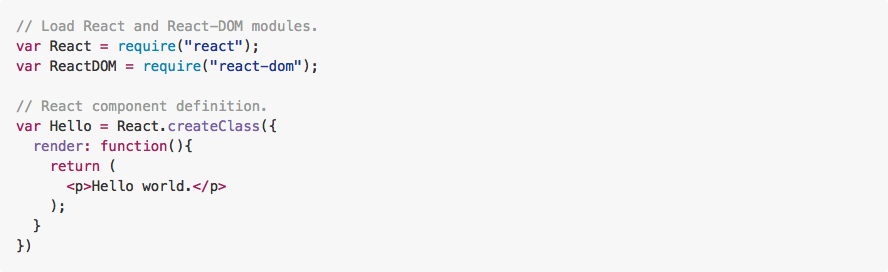 // Load React and React-DOM modules.
var React = require("react");
var ReactDOM = require("react-dom");

// React component definition.
var Hello = React.createClass({
  render: function(){
    return (
      <p>Hello world.</p>
    );
  }
})